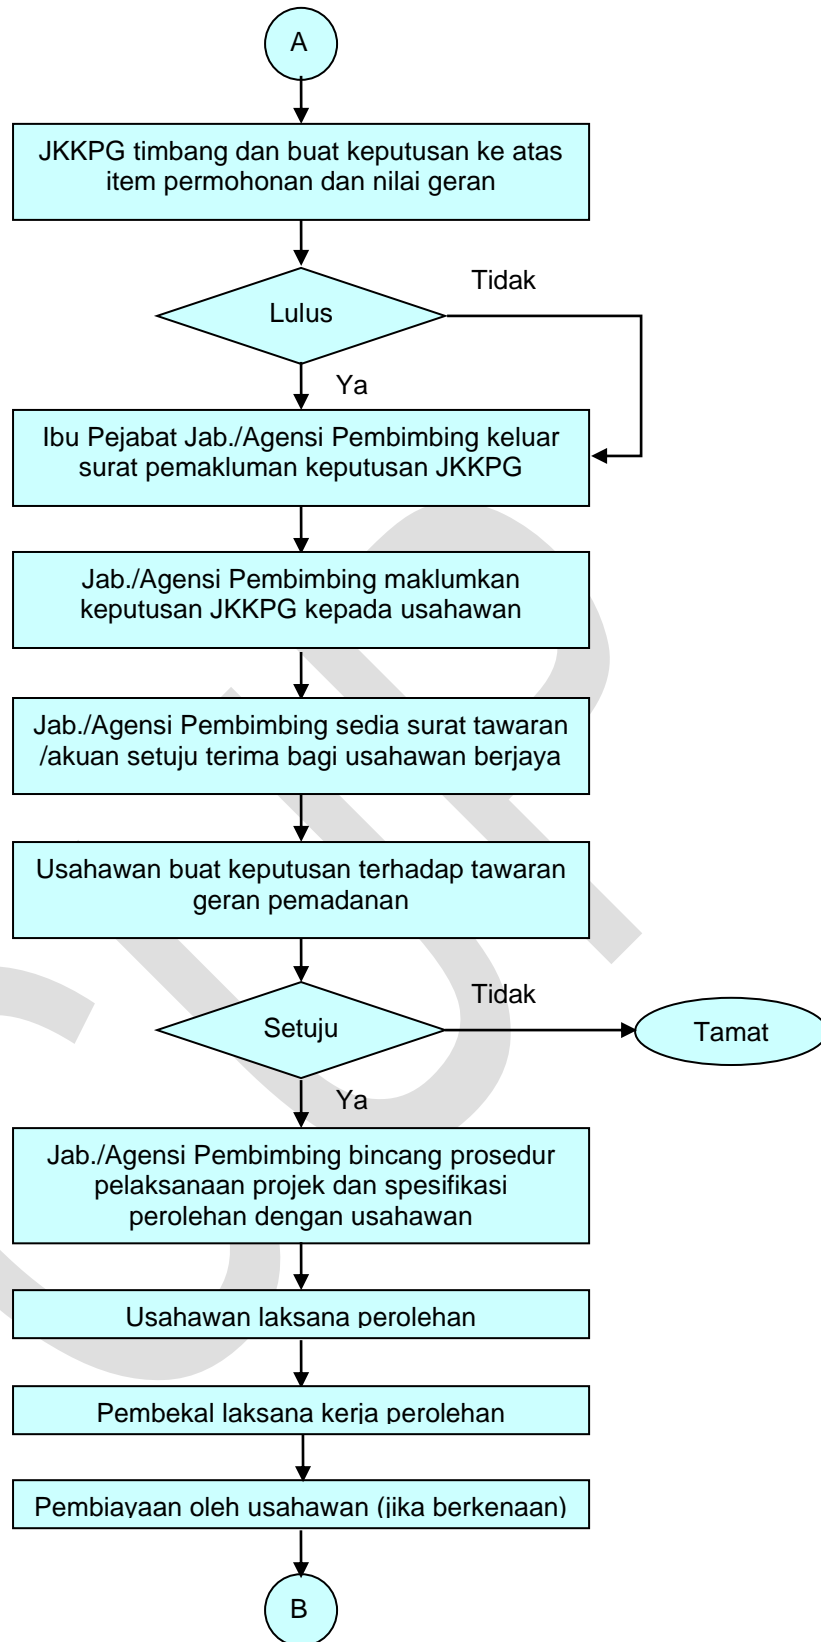 A
JKKPG timbang dan buat keputusan ke atas
item permohonan dan nilai geran
Tidak
Lulus
Ya
Ibu Pejabat Jab./Agensi Pembimbing keluar
surat pemakluman keputusan JKKPG
Jab./Agensi Pembimbing maklumkan
keputusan JKKPG kepada usahawan
Jab./Agensi Pembimbing sedia surat tawaran
/akuan setuju terima bagi usahawan berjaya
Usahawan buat keputusan terhadap tawaran
geran pemadanan
Tidak
Setuju
Tamat
Ya
Jab./Agensi Pembimbing bincang prosedur
pelaksanaan projek dan spesifikasi
perolehan dengan usahawan
Usahawan laksana perolehan
Pembekal laksana kerja perolehan
Pembiayaan oleh usahawan (jika berkenaan)
B